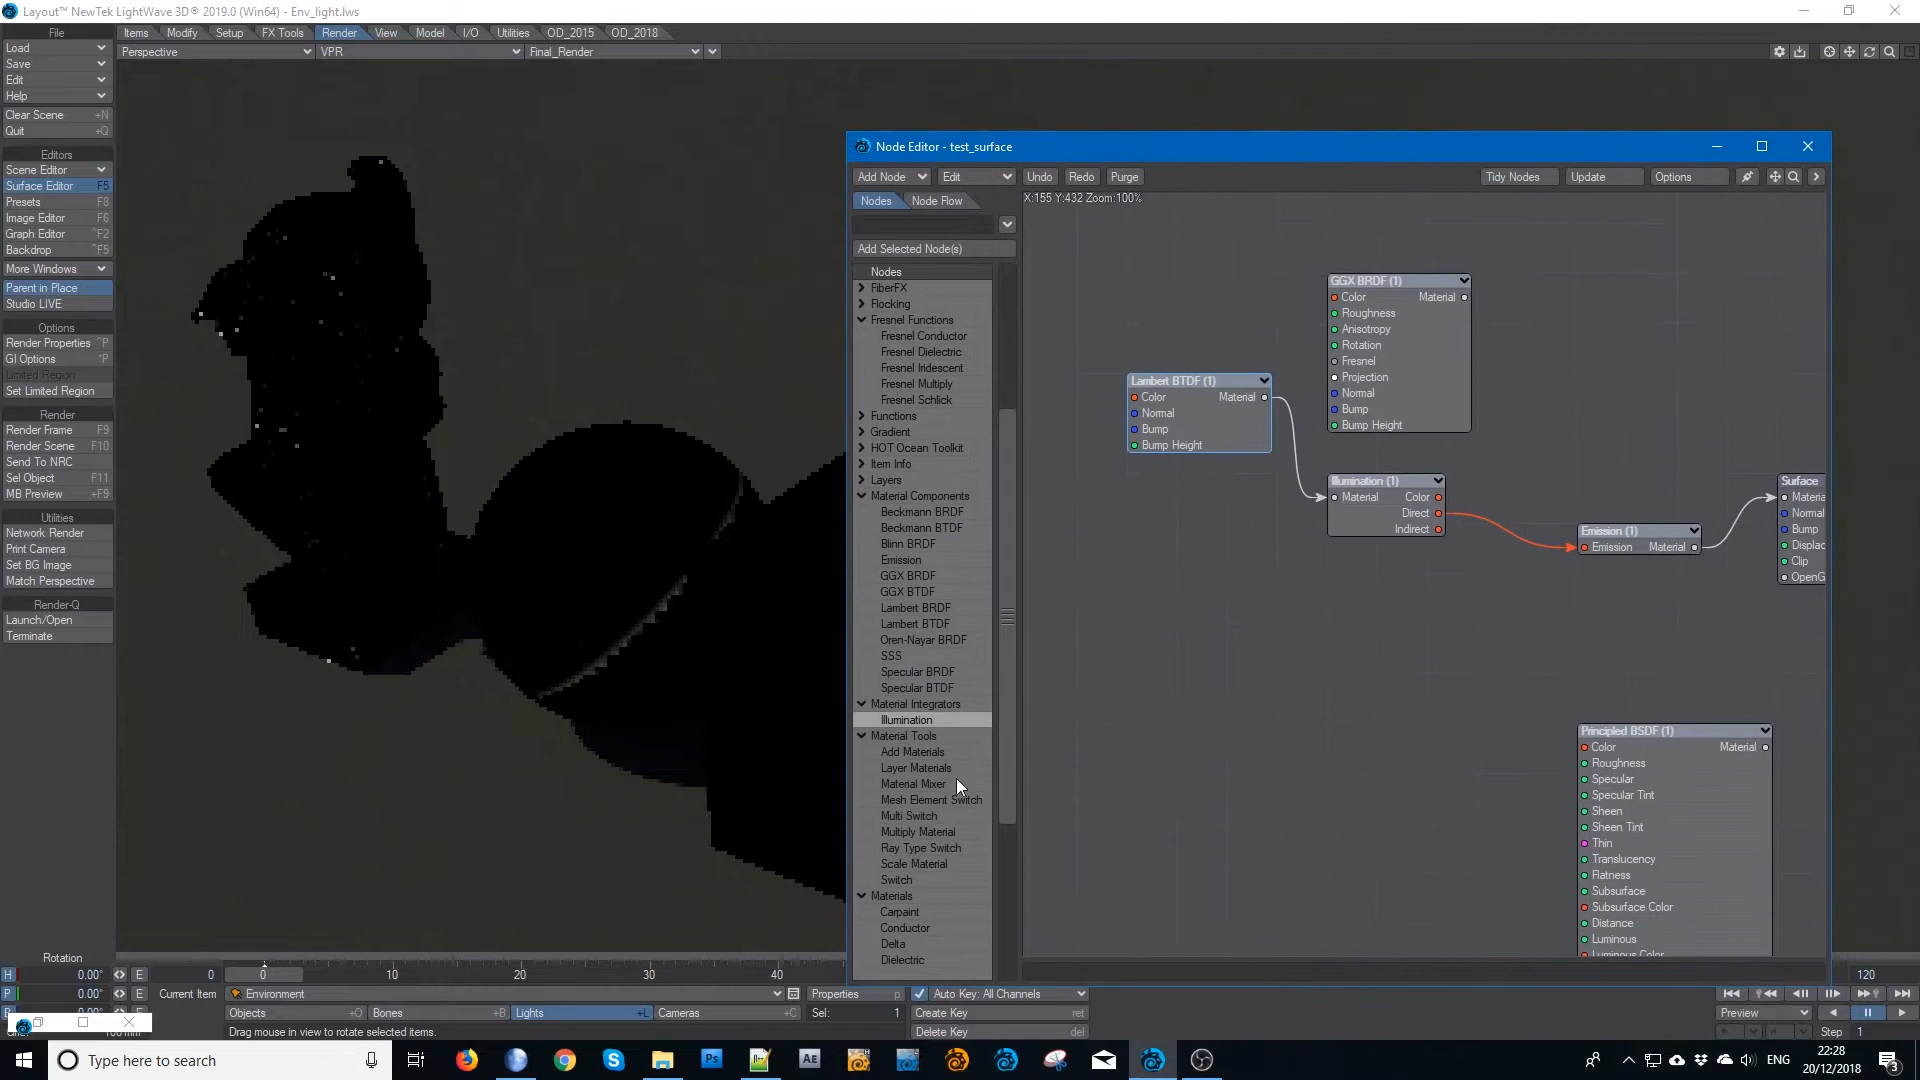 Layout™ NewTek LightWave 3D® 2019.0 (Win64) - Env_light.lws
File
Items
Modify
Setup
FX Tools
Render
View
Model
I/O
Utilities
OD_2015
OD_2018
Load
Perspective
VPR
Final_Render
Save
Edit
Help
Clear Scene +N
Quit +Q
Editors
Scene Editor
Surface Editor F5
Presets F8
Image Editor F6
Graph Editor ^F2
Backdrop ^F5
More Windows
Parent in Place
Studio LIVE
Options
Render Properties ^P
GI Options *P
Limited Region
Set Limited Region
Render
Render Frame F9
Render Scene F10
Send To NRC
Sel Object F11
MB Preview +F9
Utilities
Network Render
Print Camera
Set BG Image
Match Perspective
Render-Q
Launch/Open
Terminate
Node Editor - test_surface
Add Node
Edit
Undo
Redo
Purge
Tidy Nodes
Update
Options
Nodes
Node Flow
X:155 Y:432 Zoom:100%
Add Selected Node(s)
Nodes
FiberFX
Flocking
Fresnel Functions
Fresnel Conductor
Fresnel Dielectric
Fresnel Iridescent
Fresnel Multiply
Fresnel Schlick
Functions
Gradient
HOT Ocean Toolkit
Item Info
Layers
Material Components
Beckmann BRDF
Beckmann BTDF
Blinn BRDF
Emission
GGX BRDF
GGX BTDF
Lambert BRDF
Lambert BTDF
Oren-Nayar BRDF
SSS
Specular BRDF
Specular BTDF
Material Integrators
Illumination
Material Tools
Add Materials
Layer Materials
Material Mixer
Mesh Element Switch
Multi Switch
Multiply Material
Ray Type Switch
Scale Material
Switch
Materials
Carpaint
Conductor
Delta
Dielectric
GGX BRDF (1)
Color Material
Roughness
Anisotropy
Rotation
Fresnel
Projection
Normal
Bump
Bump Height
Lambert BTDF (1)
Color Material
Normal
Bump
Bump Height
Illumination (1)
Material Color
Direct
Indirect
Emission (1)
Emission Material
Surface
Materia
Normal
Bump
Displac
Clip
OpenG
Principled BSDF (1)
Color Material
Roughness
Specular
Specular Tint
Sheen
Sheen Tint
Thin
Translucency
Flatness
Subsurface
Subsurface Color
Distance
Luminous
Luminous Color
Rotation
H 0.00° E
P 0.00° E
0 0 10 20 30 40 120
Current Item Environment Properties p Auto Key: All Channels
Objects +O Bones +B Lights +L Cameras +C Sel: 1 Create Key ret Preview
Drag mouse in view to rotate selected items. Delete Key del Step 1
Type here to search
Ps
AE
ENG
22:28
20/12/2018
3